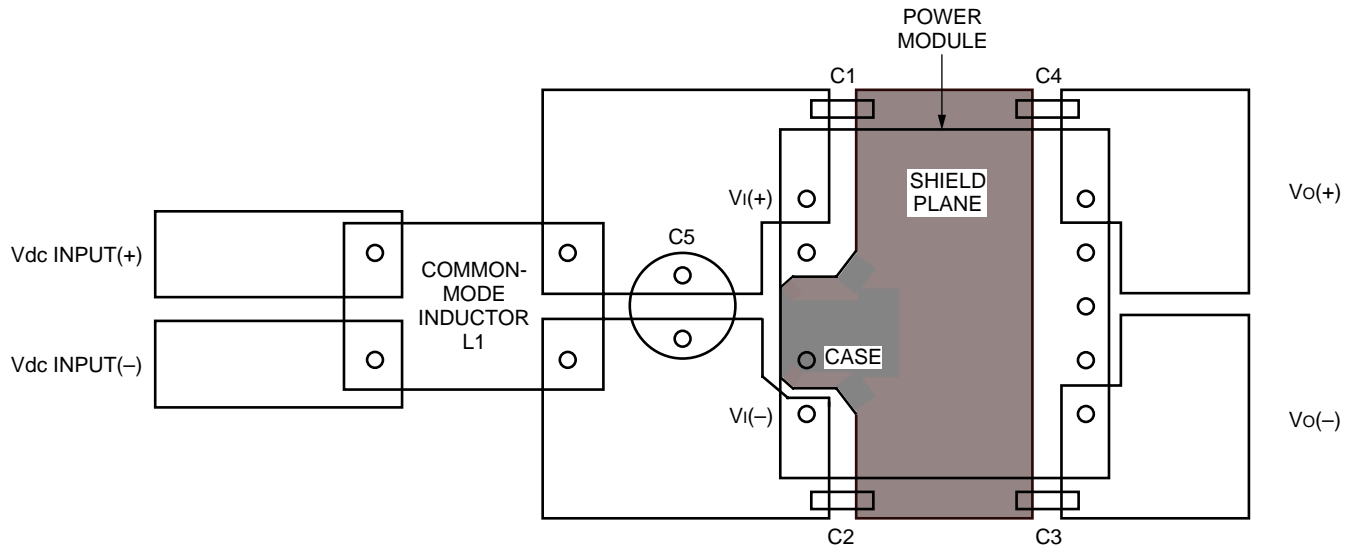 POWER
MODULE
C1
C4
SHIELD
PLANE
VI(+)
VO(+)
C5
Vdc INPUT(+)
COMMON-
MODE
INDUCTOR
L1
Vdc INPUT(–)
CASE
VI(–)
VO(–)
C2
C3